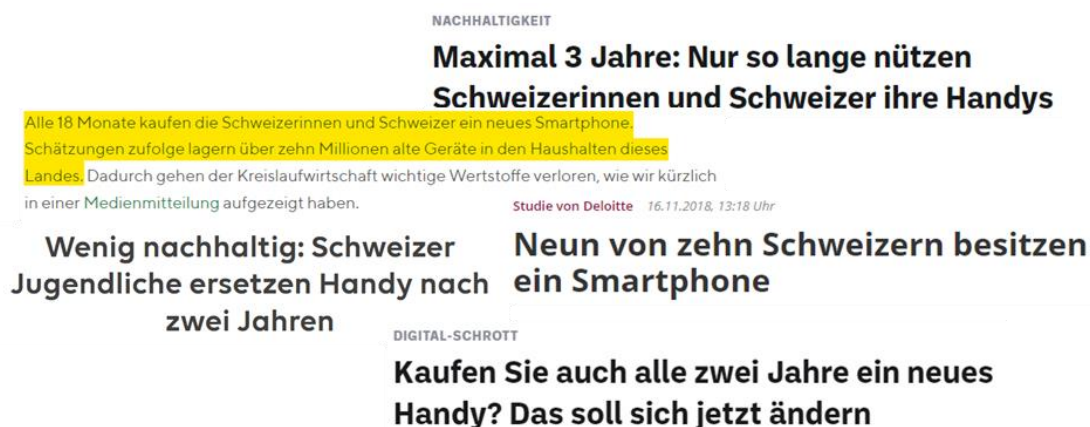 NACHHALTIGKEIT
Maximal 3 Jahre: Nur so lange nützen
Schweizerinnen und Schweizer ihre Handys
Alle 18 Monate kaufen die Schweizerinnen und Schweizer ein neues Smartphone.
Schätzungen zufolge lagern über zehn Millionen alte Geräte in den Haushalten dieses
Landes. Dadurch gehen der Kreislaufwirtschaft wichtige Wertstoffe verloren, wie wir kürzlich
in einer Medienmitteilung aufgezeigt haben.
Studie von Deloitte 16.11.2018, 13:18 Uhr
Neun von zehn Schweizern besitzen
ein Smartphone
Wenig nachhaltig: Schweizer
Jugendliche ersetzen Handy nach
zwei Jahren
DIGITAL-SCHROTT
Kaufen Sie auch alle zwei Jahre ein neues
Handy? Das soll sich jetzt ändern